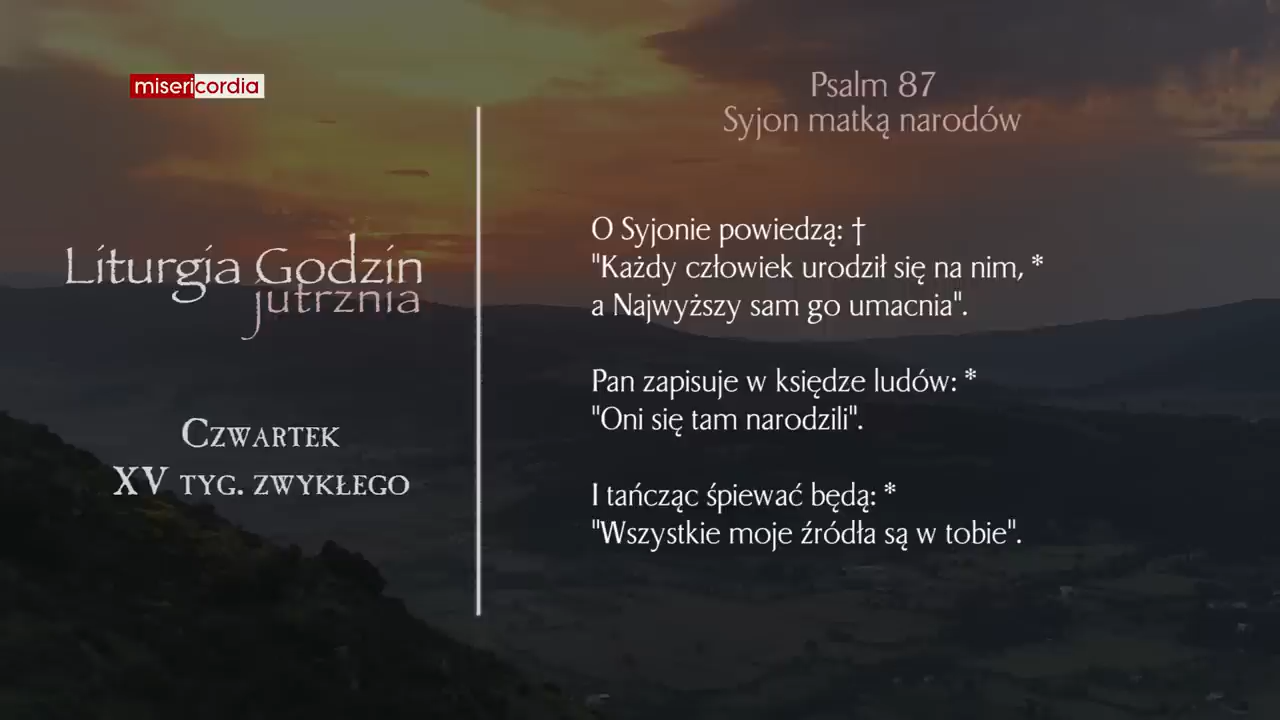 misericordia
Liturgia Godzin
jutrznia
Czwartek
XV tyg. zwykłego
Psalm 87
Syjon matką narodów
O Syjonie powiedzą: †
"Każdy człowiek urodził się na nim, *
a Najwyższy sam go umacnia".
Pan zapisuje w księdze ludów: *
"Oni się tam narodzili".
I tańcząc śpiewać będą: *
"Wszystkie moje źródła są w tobie".